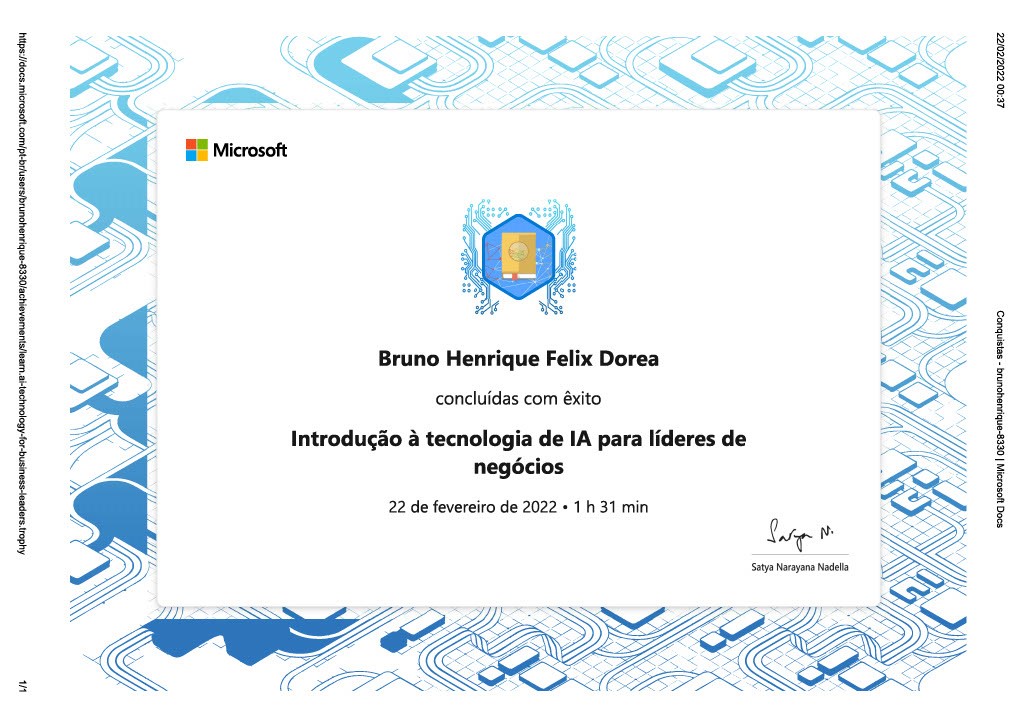 22/02/2022 00:37
Conquistas - brunohenrique-8330 | Microsoft Docs
Microsoft
Bruno Henrique Felix Dorea
concluídas com êxito
Introdução à tecnologia de IA para líderes de
negócios
22 de fevereiro de 2022 • 1 h 31 min
Satya N.
Satya Narayana Nadella
https://docs.microsoft.com/pt-br/users/brunohenrique-8330/achievements/learn.ai-technology-for-business-leaders.trophy
1/1